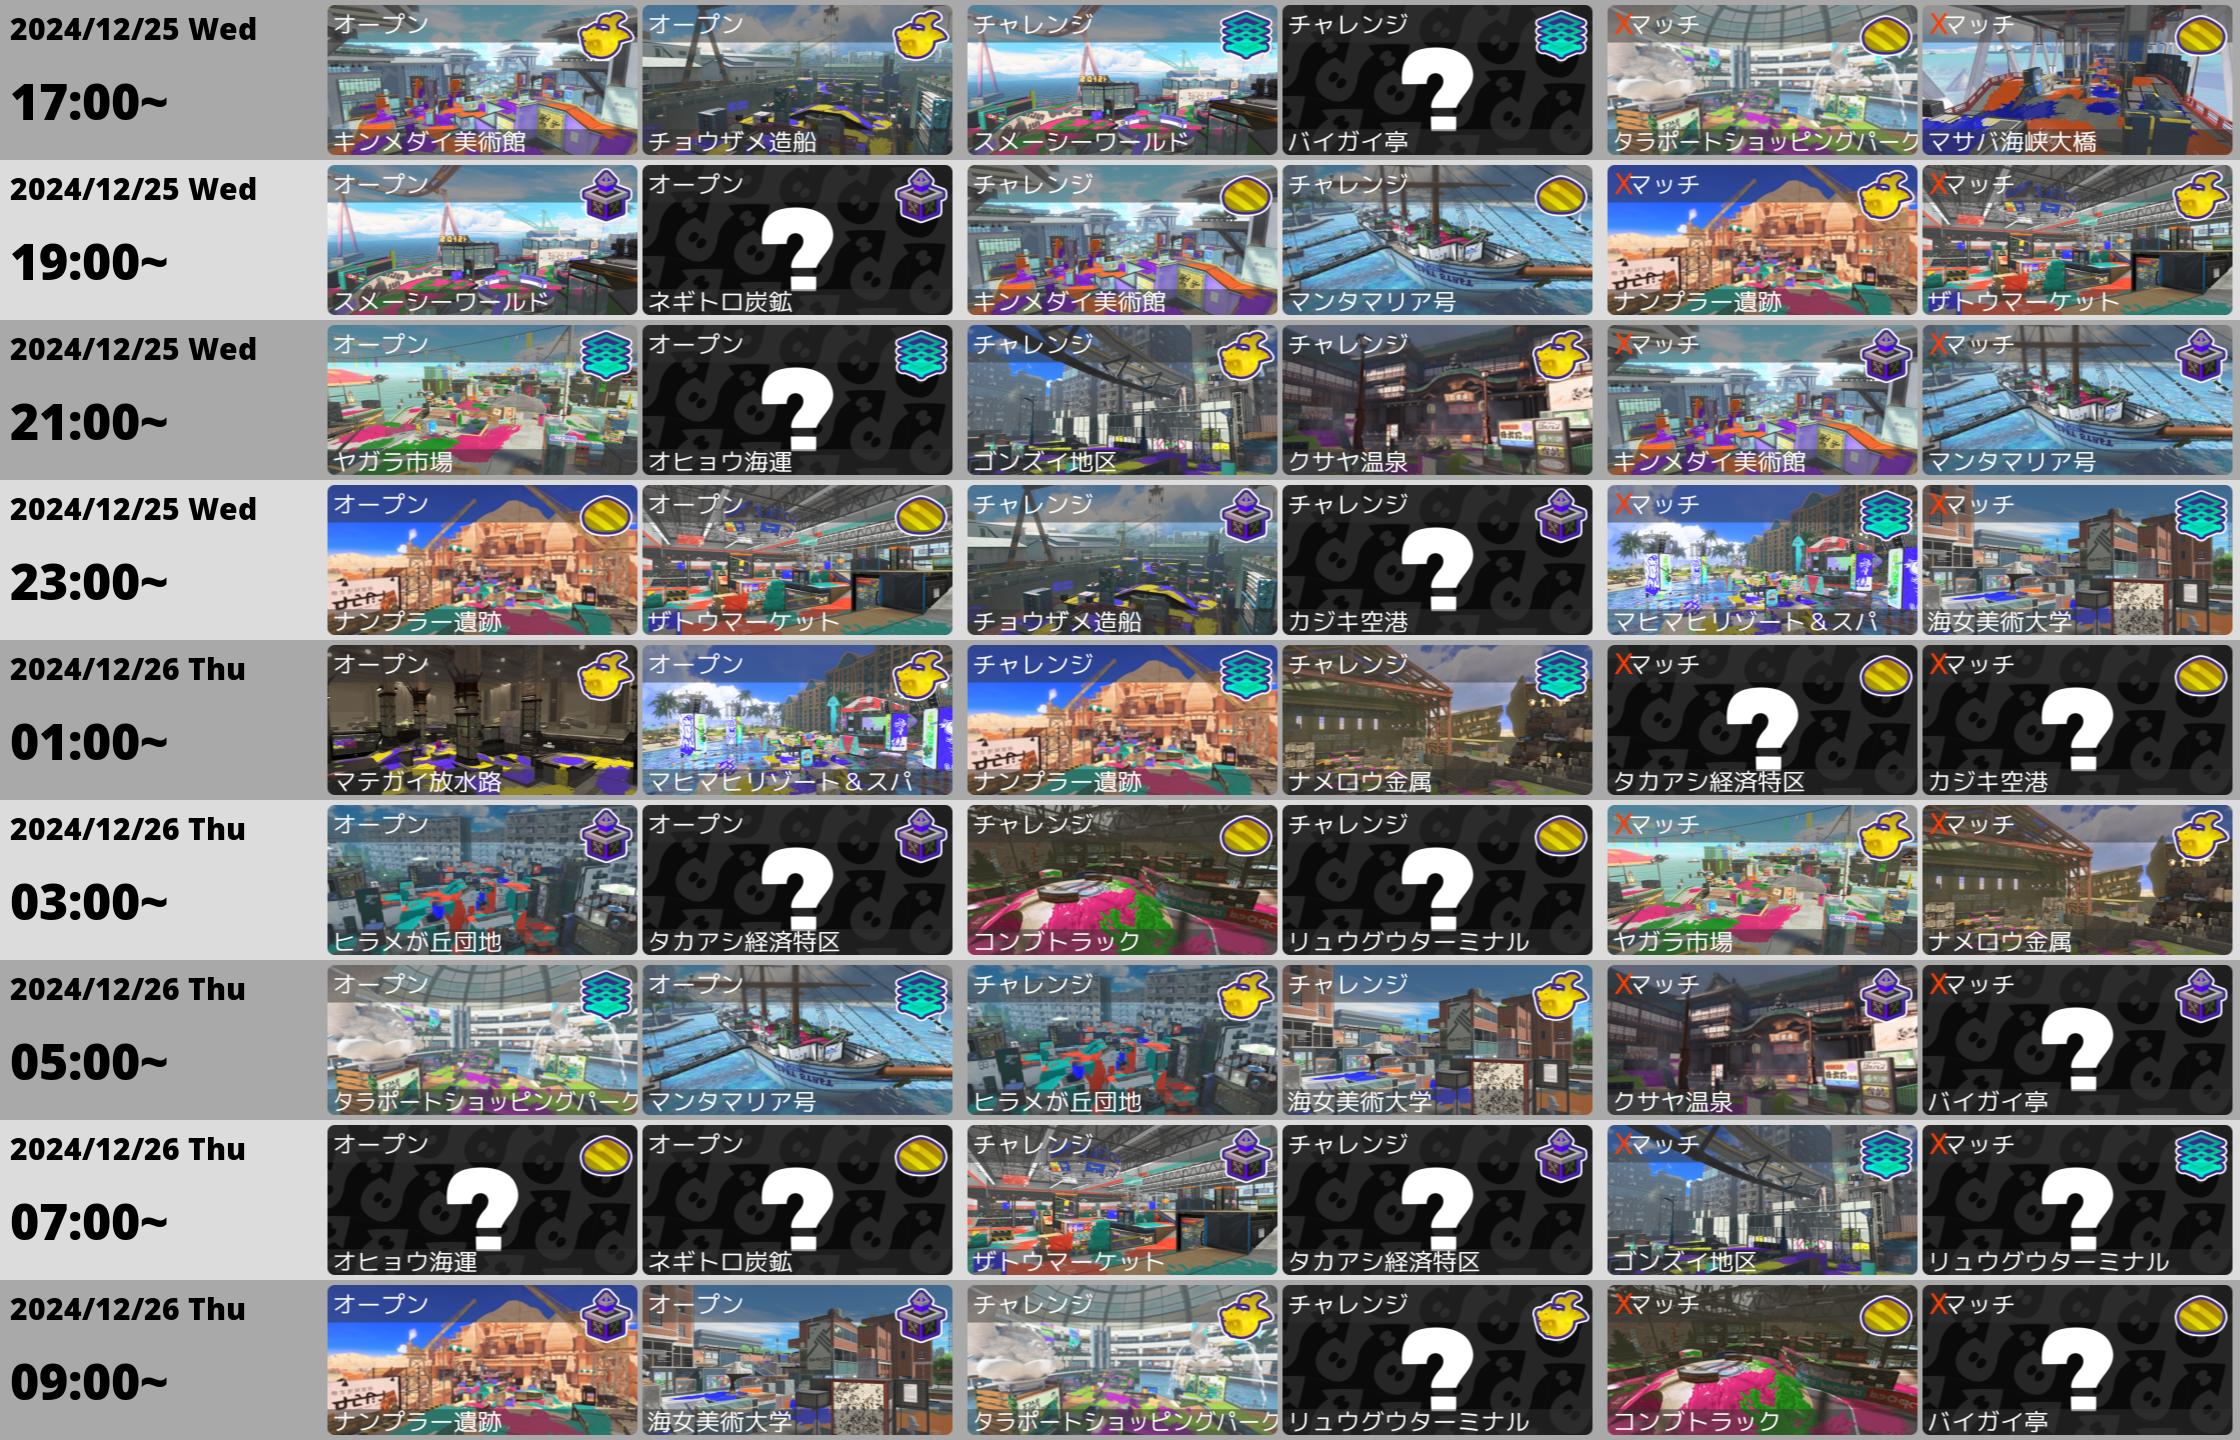 2024/12/25 Wed
17:00~
オープン
キンメダイ美術館
オープン
チョウザメ造船
チャレンジ
スメーシーワールド
チャレンジ
バイガイ亭
Xマッチ
タラポートショッピングパーク
Xマッチ
マサバ海峡大橋
2024/12/25 Wed
19:00~
オープン
スメーシーワールド
オープン
ネギトロ炭鉱
チャレンジ
キンメダイ美術館
チャレンジ
マンタマリア号
Xマッチ
ナンプラー遺跡
Xマッチ
ザトウマーケット
2024/12/25 Wed
21:00~
オープン
ヤガラ市場
オープン
オヒョウ海運
チャレンジ
ゴンズイ地区
チャレンジ
クサヤ温泉
Xマッチ
キンメダイ美術館
Xマッチ
マンタマリア号
2024/12/25 Wed
23:00~
オープン
ナンプラー遺跡
オープン
ザトウマーケット
チャレンジ
チョウザメ造船
チャレンジ
カジキ空港
Xマッチ
マヒマヒリゾート＆スパ
Xマッチ
海女美術大学
2024/12/26 Thu
01:00~
オープン
マテガイ放水路
オープン
マヒマヒリゾート＆スパ
チャレンジ
ナンプラー遺跡
チャレンジ
ナメロウ金属
Xマッチ
タカアシ経済特区
Xマッチ
カジキ空港
2024/12/26 Thu
03:00~
オープン
ヒラメが丘団地
オープン
タカアシ経済特区
チャレンジ
コンブトラック
チャレンジ
リュウグウターミナル
Xマッチ
ヤガラ市場
Xマッチ
ナメロウ金属
2024/12/26 Thu
05:00~
オープン
タラポートショッピングパーク
オープン
マンタマリア号
チャレンジ
ヒラメが丘団地
チャレンジ
海女美術大学
Xマッチ
クサヤ温泉
Xマッチ
バイガイ亭
2024/12/26 Thu
07:00~
オープン
オヒョウ海運
オープン
ネギトロ炭鉱
チャレンジ
ザトウマーケット
チャレンジ
タカアシ経済特区
Xマッチ
ゴンズイ地区
Xマッチ
リュウグウターミナル
2024/12/26 Thu
09:00~
オープン
ナンプラー遺跡
オープン
海女美術大学
チャレンジ
タラポートショッピングパーク
チャレンジ
リュウグウターミナル
Xマッチ
コンブトラック
Xマッチ
バイガイ亭